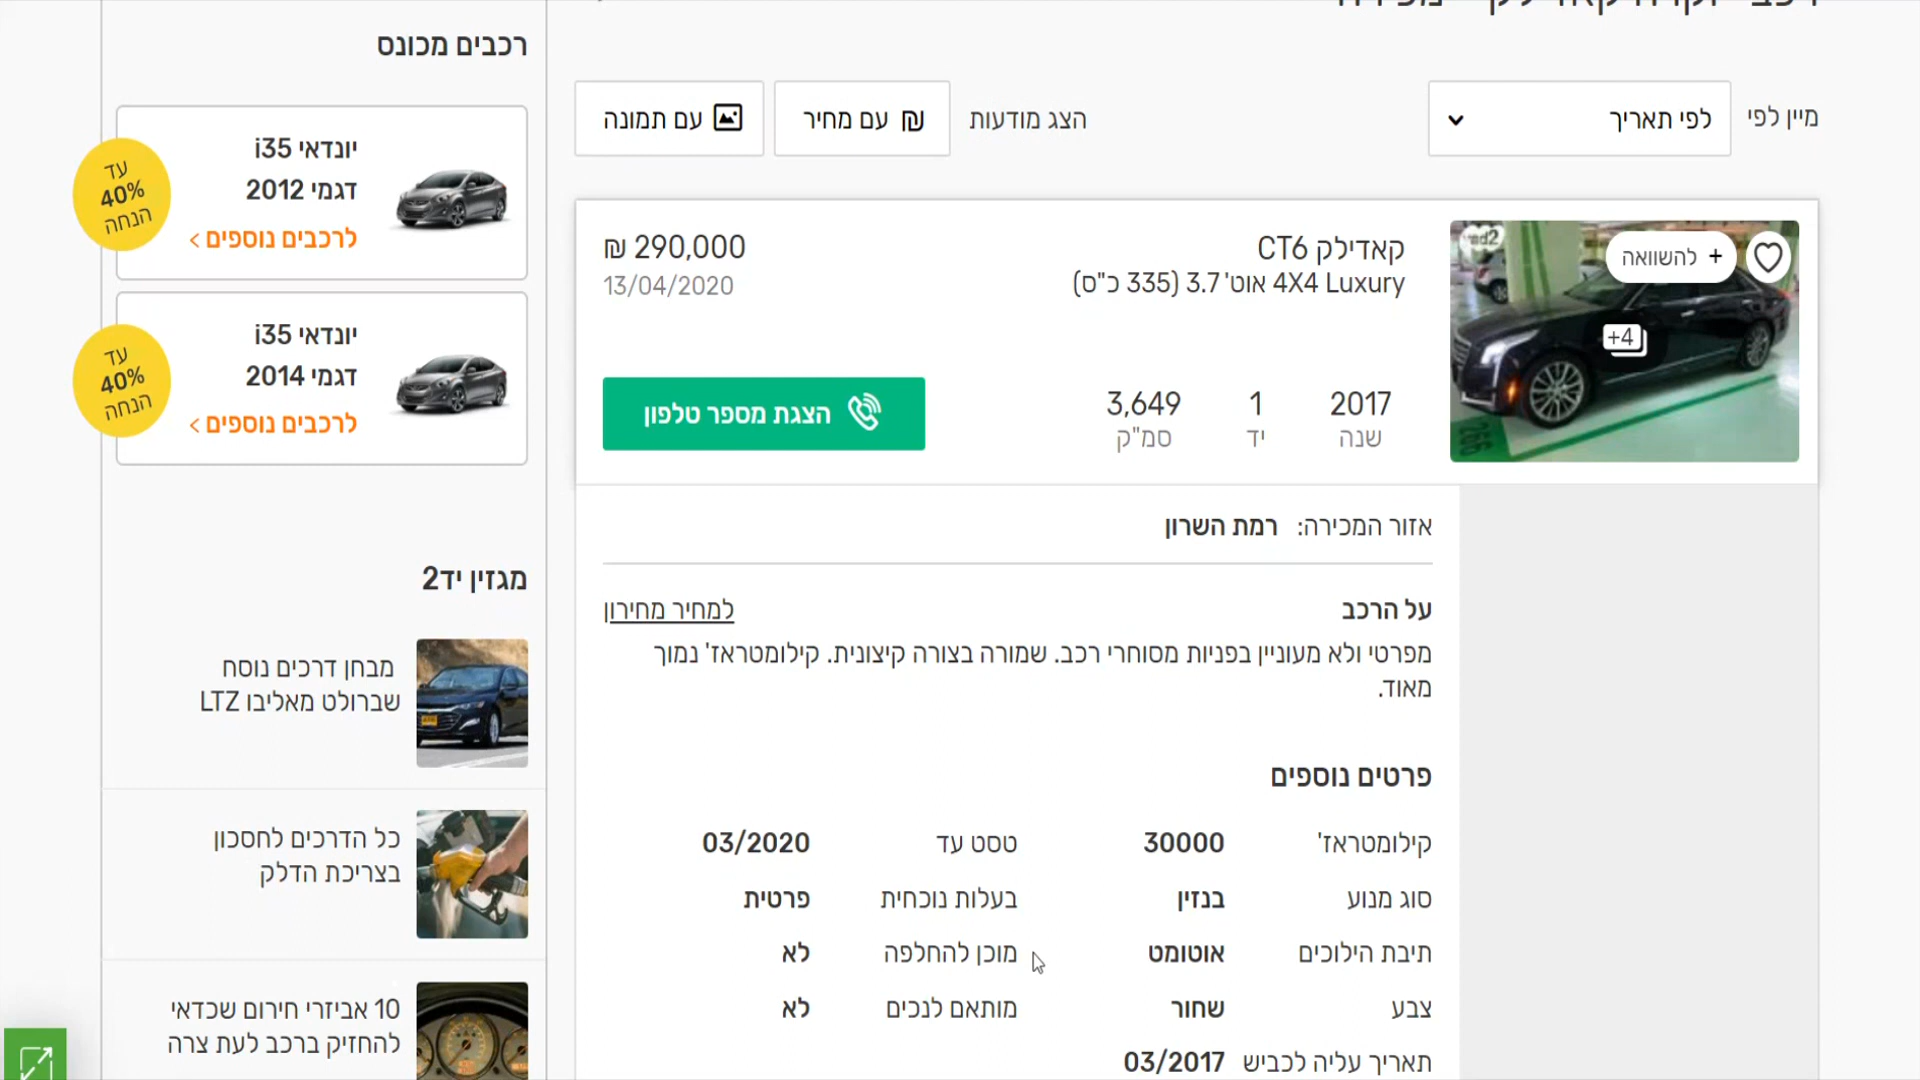 מיין לפי
לפי תאריך
הצג מודעות
₪ עם מחיר
עם תמונה
+ להשוואה
+4
266
קאדילק CT6
4X4 Luxury אוט' 3.7 (335 כ"ס)
290,000 ₪
13/04/2020
2017
שנה
1
יד
3,649
סמ"ק
הצגת מספר טלפון
אזור המכירה: רמת השרון
על הרכב
למחיר מחירון
מפרטי ולא מעוניין בפניות מסוחרי רכב. שמורה בצורה קיצונית. קילומטראז' נמוך
מאוד.
פרטים נוספים
קילומטראז' 30000 טסט עד 03/2020
סוג מנוע בנזין בעלות נוכחית פרטית
תיבת הילוכים אוטומט מוכן להחלפה לא
צבע שחור מותאם לנכים לא
תאריך עליה לכביש 03/2017
רכבים מכונס
יונדאי i35
דגמי 2012
לרכבים נוספים >
עד
40%
הנחה
יונדאי i35
דגמי 2014
לרכבים נוספים >
עד
40%
הנחה
מגזין יד2
מבחן דרכים נוסח
שברולט מאליבו LTZ
כל הדרכים לחסכון
בצריכת הדלק
10 אביזרי חירום שכדאי
להחזיק ברכב לעת צרה